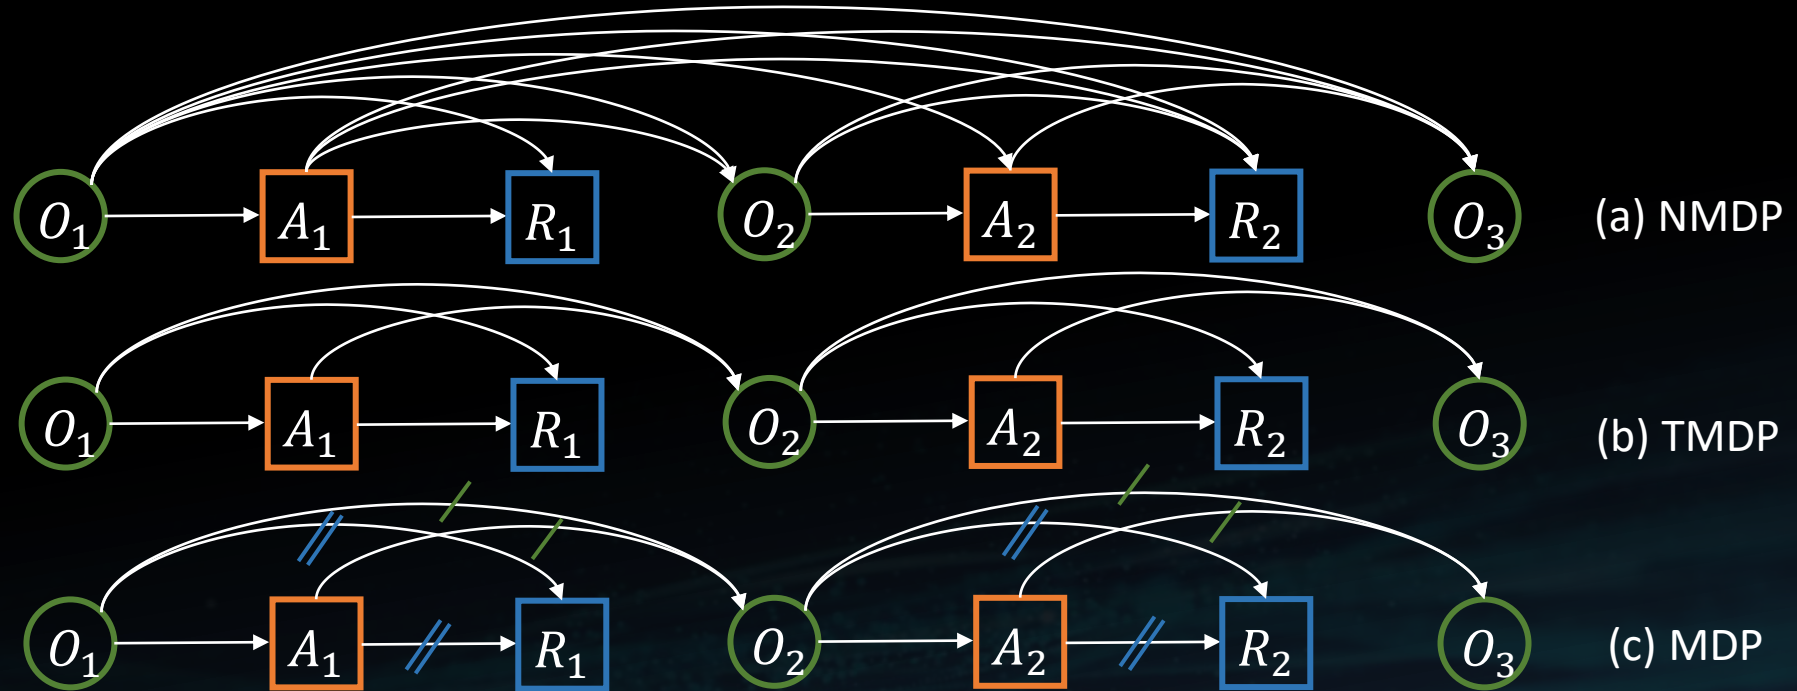 O₁ A₁ R₁ O₂ A₂ R₂ O₃ (a) NMDP
O₁ A₁ R₁ O₂ A₂ R₂ O₃ (b) TMDP
O₁ A₁ R₁ O₂ A₂ R₂ O₃ (c) MDP